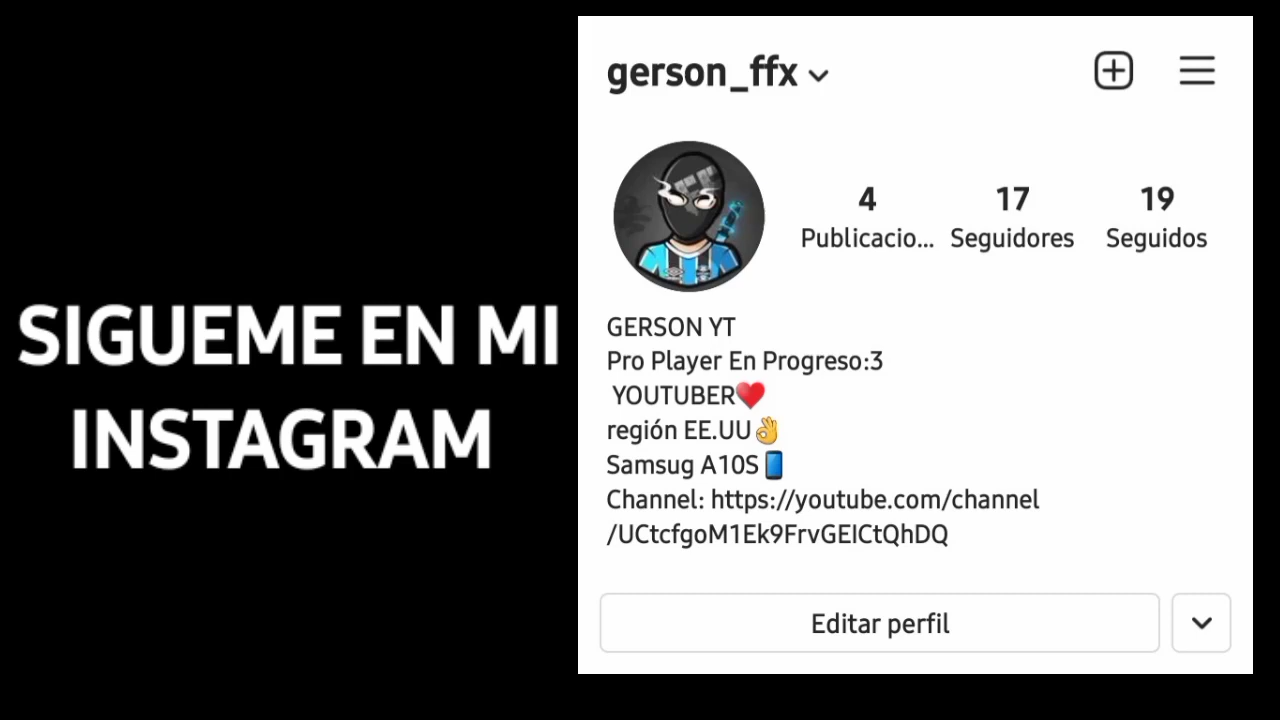 SIGUEME EN MI
INSTAGRAM
gerson_ffx
4
Publicacio...
17
Seguidores
19
Seguidos
GERSON YT
Pro Player En Progreso:3
YOUTUBER❤️
región EE.UU👌
Samsug A10S📱
Channel: https://youtube.com/channel
/UCtcfgoM1Ek9FrvGEICtQhDQ
Editar perfil